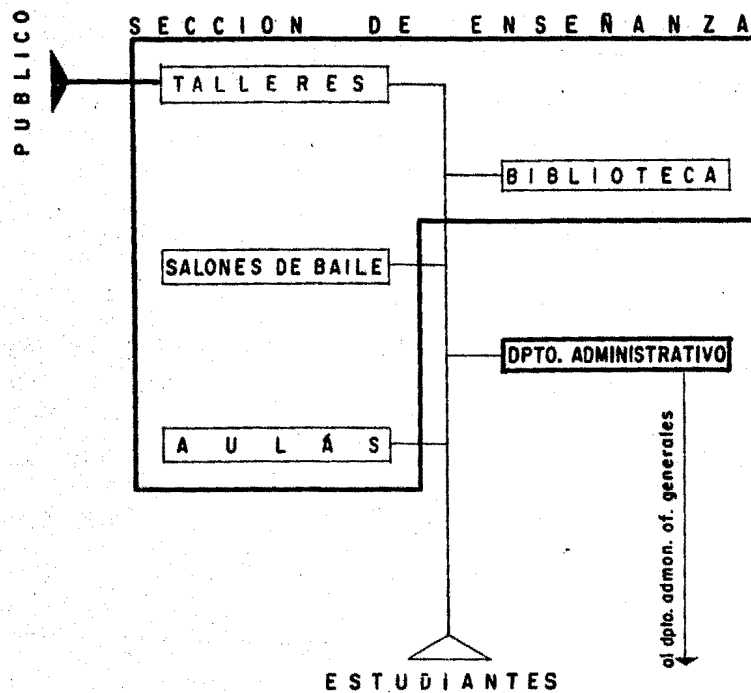 SECCION DE ENSEÑANZA
PUBLICO
TALLERES
BIBLIOTECA
SALONES DE BAILE
DPTO. ADMINISTRATIVO
AULÁS
al dpto. admon. of. generales
ESTUDIANTES